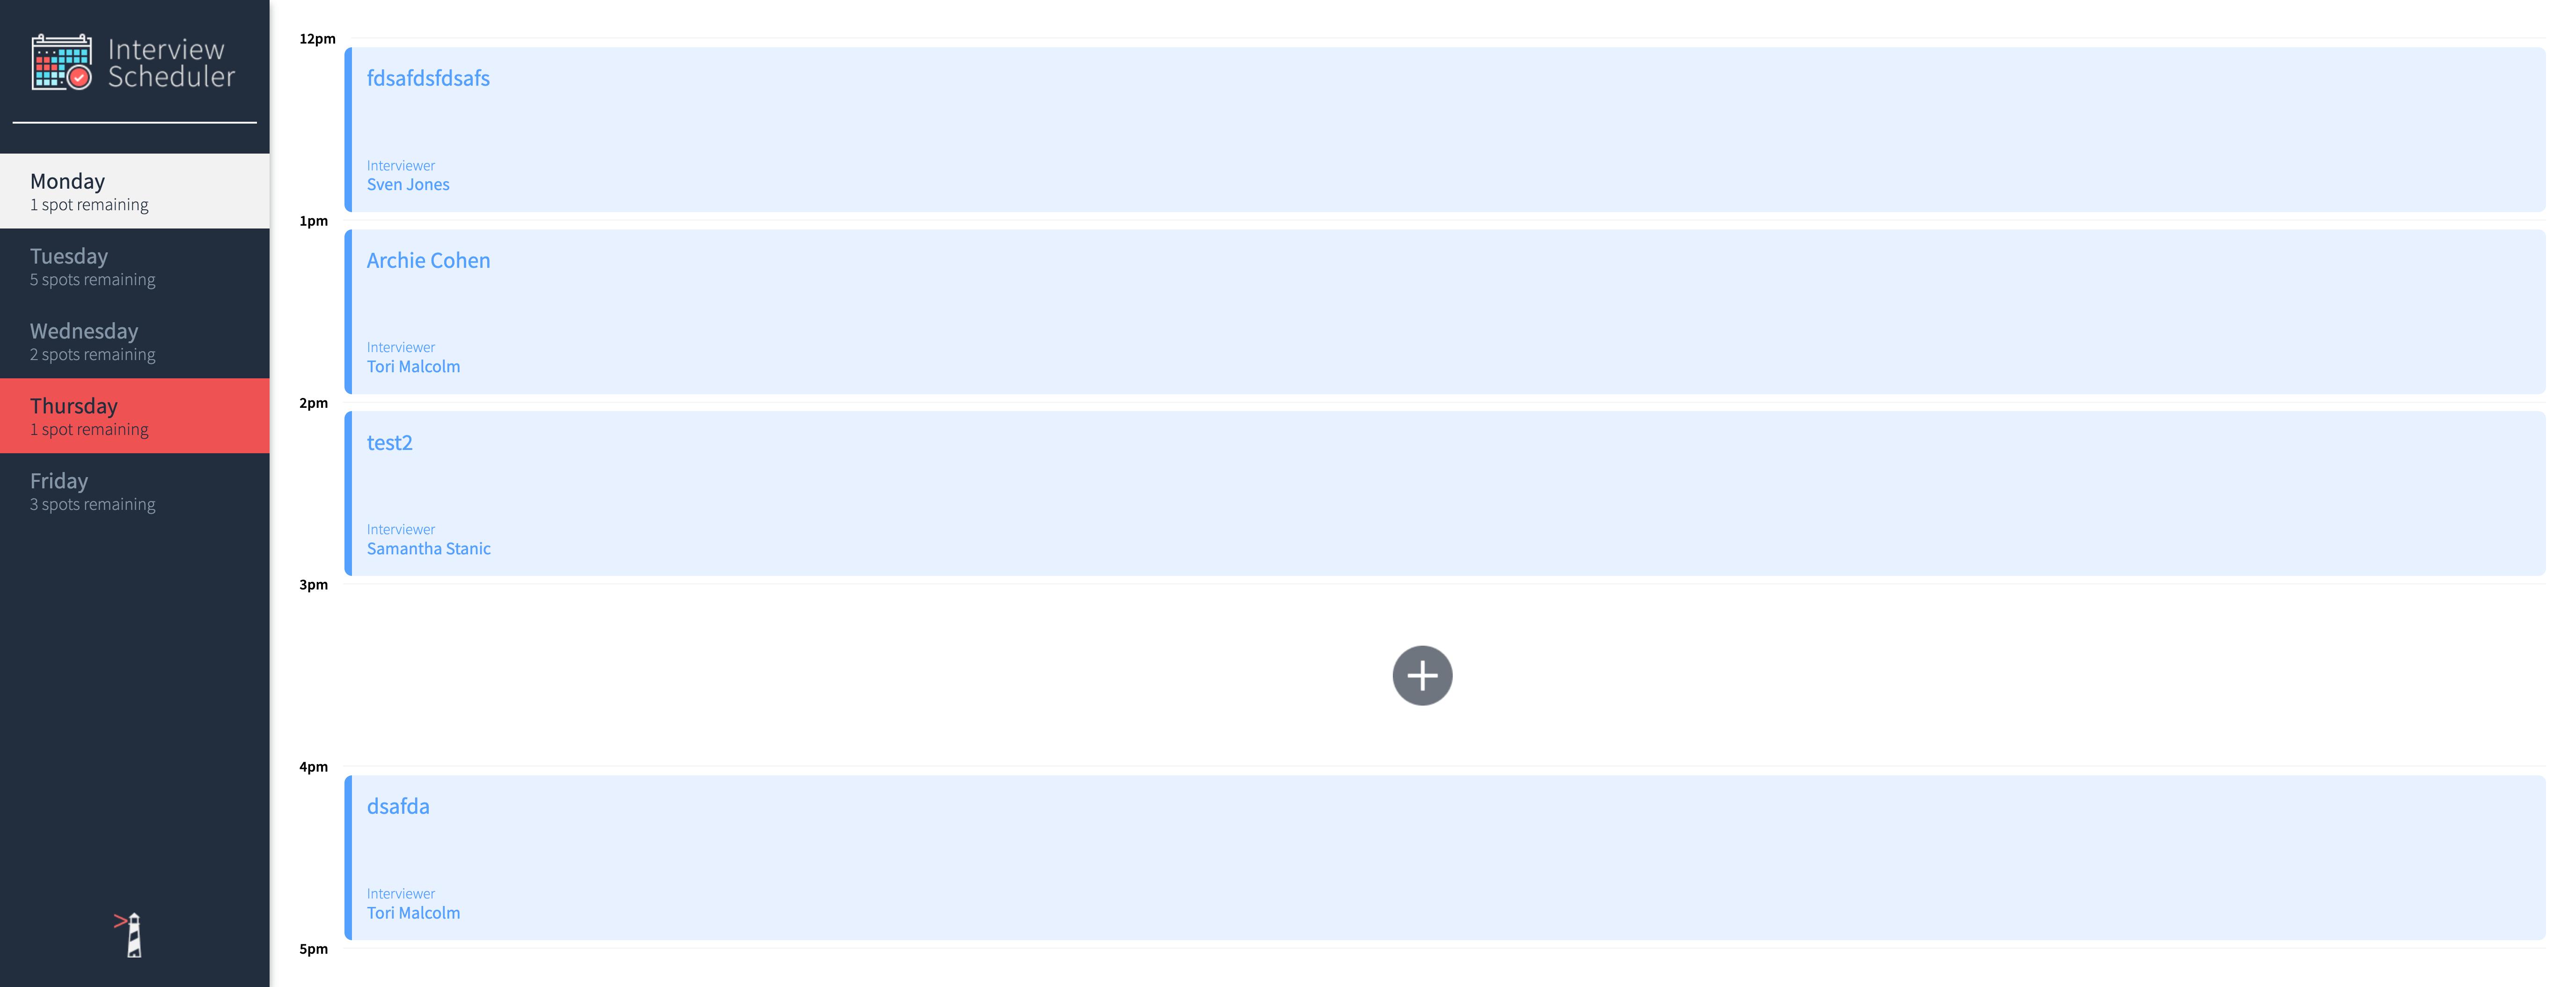 Interview
Scheduler
Monday
1 spot remaining
Tuesday
5 spots remaining
Wednesday
2 spots remaining
Thursday
1 spot remaining
Friday
3 spots remaining
12pm
fdsafdsfdsafs
Interviewer
Sven Jones
1pm
Archie Cohen
Interviewer
Tori Malcolm
2pm
test2
Interviewer
Samantha Stanic
3pm
4pm
dsafda
Interviewer
Tori Malcolm
5pm